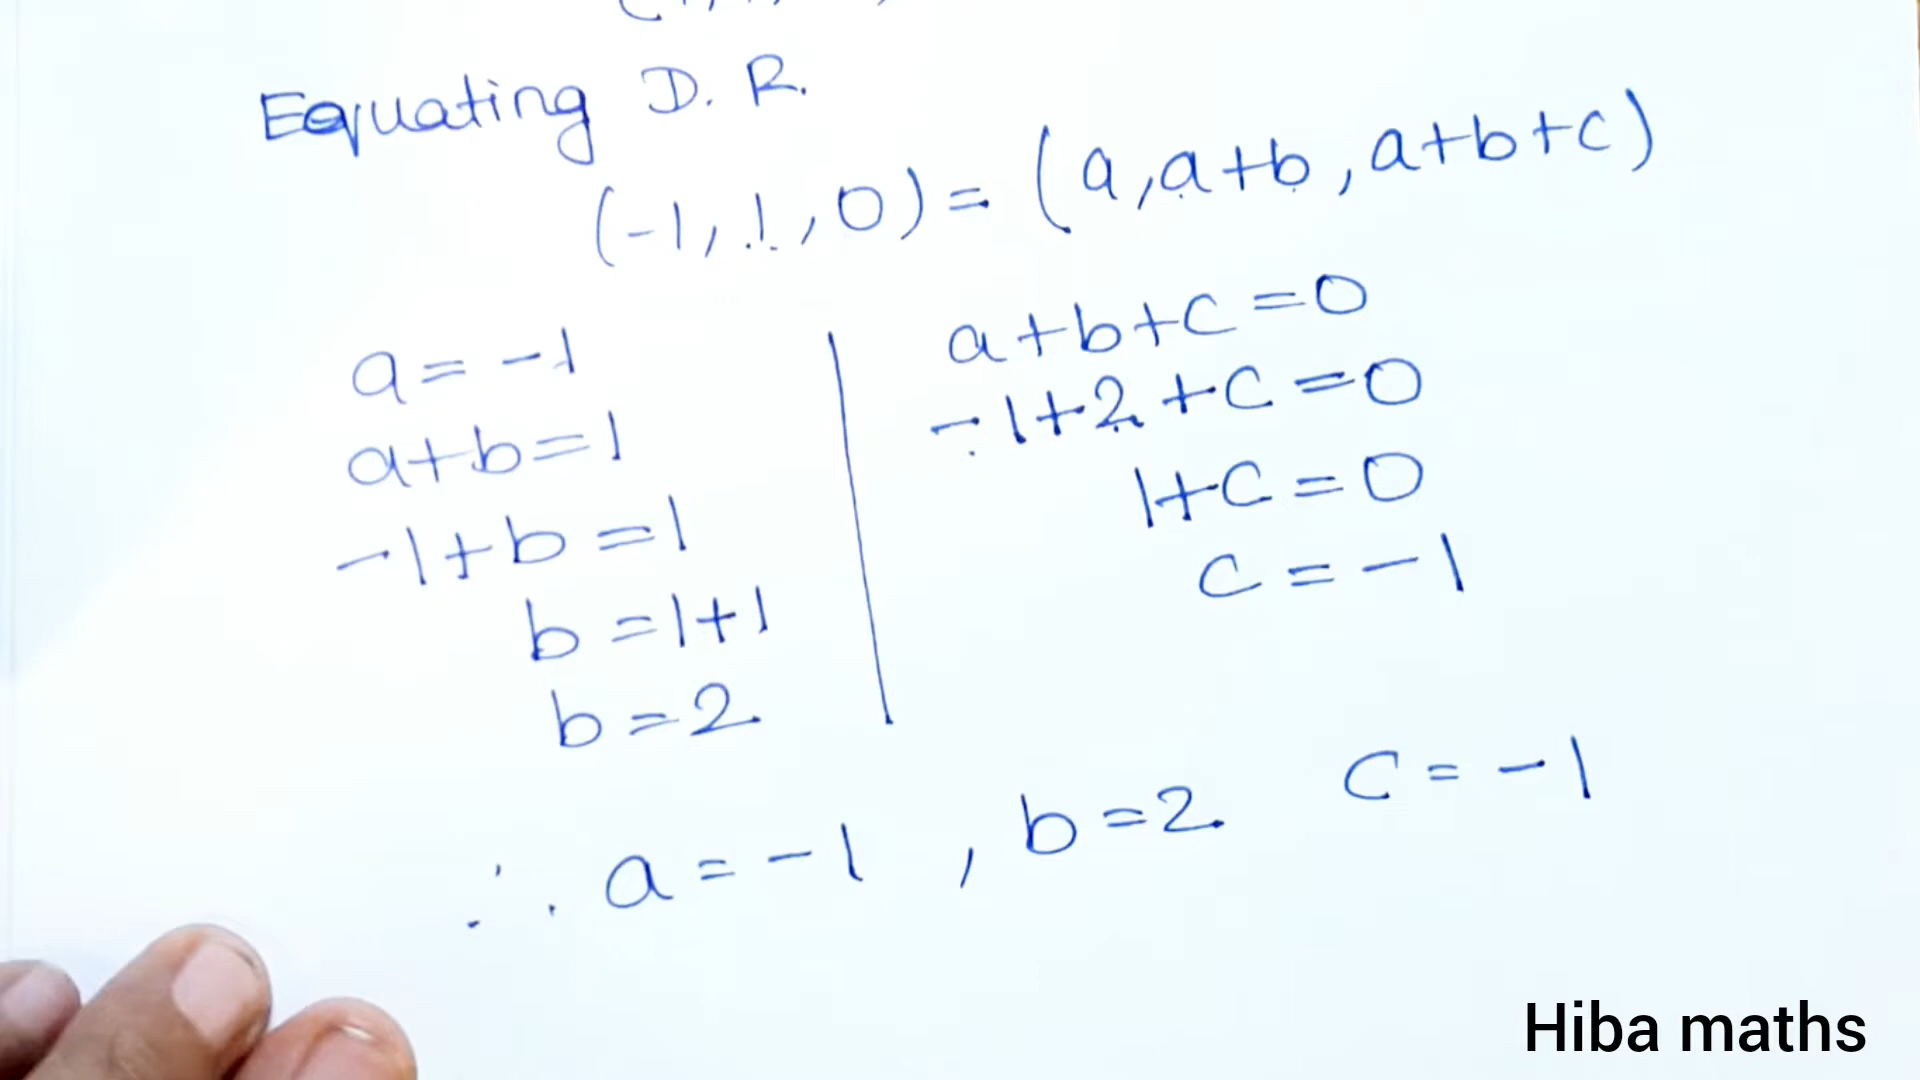 Equating D. R.
(-1, 1, 0) = (a, a+b, a+b+c)
a = -1
a+b=1
-1+b=1
b=1+1
b=2
a+b+c=0
-1+2+c=0
1+c=0
c=-1
∴ a=-1, b=2 c=-1
Hiba maths